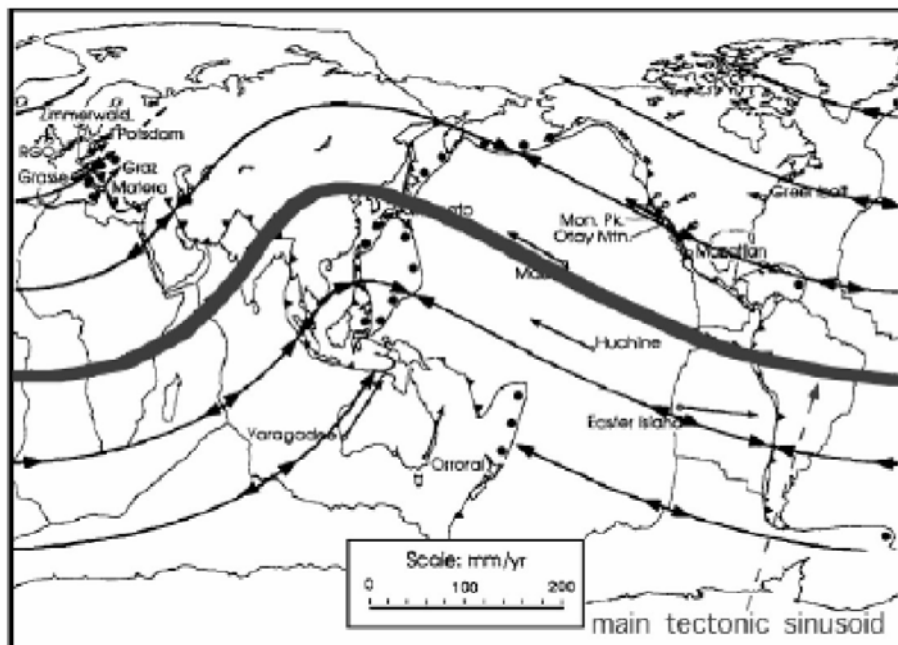 Zimmerwald
Potsdam
RGO
Graz
Grasse
Matera
Greenbelt
Mon. Pk.
Otay Mtn.
Mazatlan
Huahine
Easter Island
Yaragadee
Orroral
Scale: mm/yr
0 100 200
main tectonic sinusoid